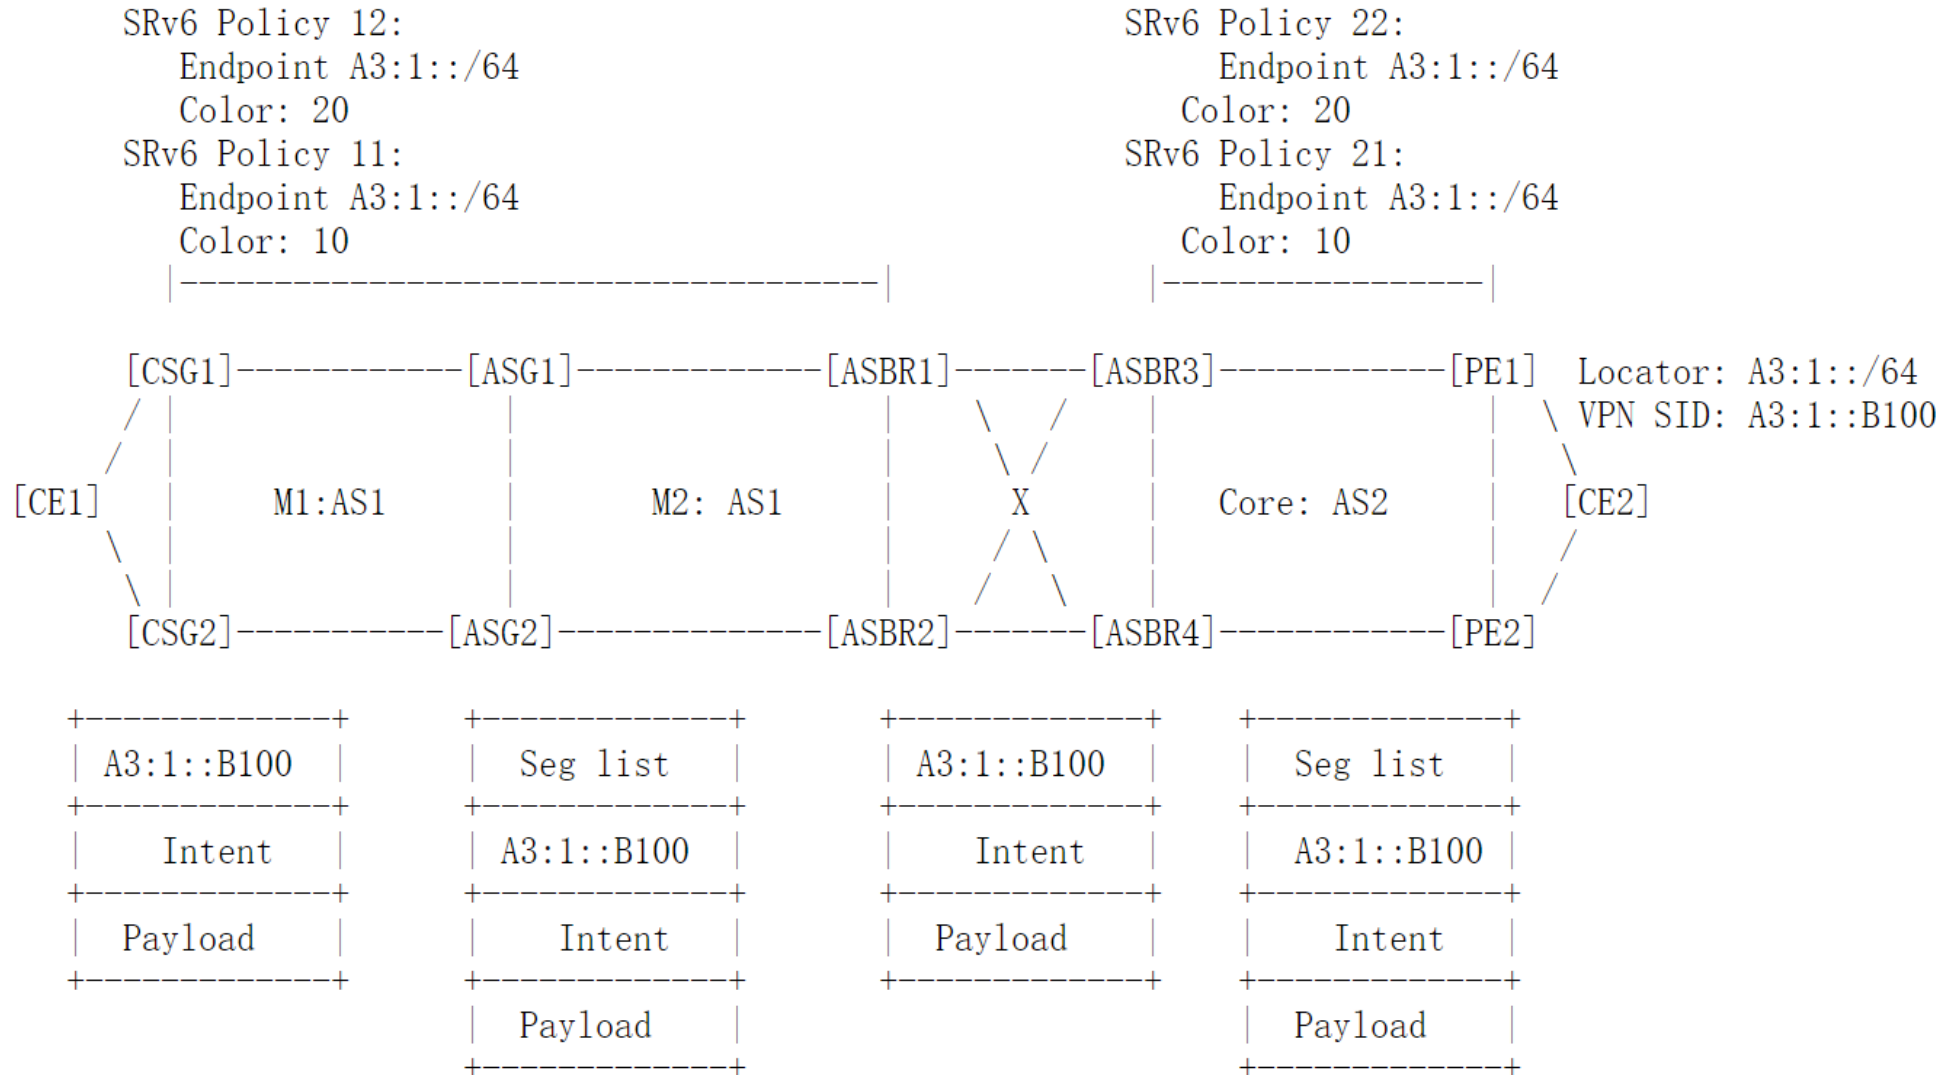 SRv6 Policy 12: SRv6 Policy 22:
Endpoint A3:1::/64 Endpoint A3:1::/64
Color: 20 Color: 20
SRv6 Policy 11: SRv6 Policy 21:
Endpoint A3:1::/64 Endpoint A3:1::/64
Color: 10 Color: 10
[CSG1] [ASG1] [ASBR1] [ASBR3] [PE1] Locator: A3:1::/64
VPN SID: A3:1::B100
[CE1] M1:AS1 M2: AS1 X Core: AS2 [CE2]
[CSG2] [ASG2] [ASBR2] [ASBR4] [PE2]
A3:1::B100 Seg list A3:1::B100 Seg list
Intent A3:1::B100 Intent A3:1::B100
Payload Intent Payload Intent
Payload Payload